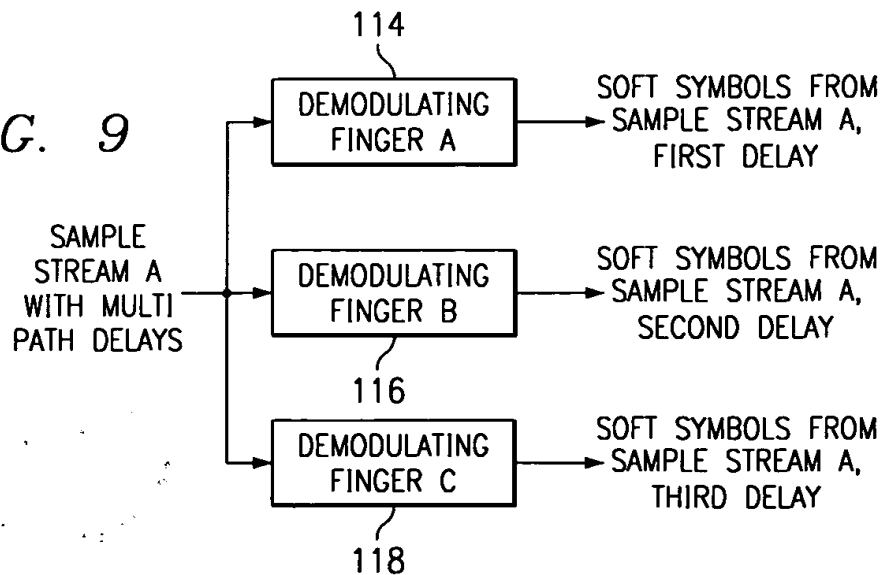 G. 9
114
DEMODULATING
FINGER A
SOFT SYMBOLS FROM
SAMPLE STREAM A,
FIRST DELAY
SAMPLE
STREAM A
WITH MULTI
PATH DELAYS
DEMODULATING
FINGER B
116
SOFT SYMBOLS FROM
SAMPLE STREAM A,
SECOND DELAY
DEMODULATING
FINGER C
118
SOFT SYMBOLS FROM
SAMPLE STREAM A,
THIRD DELAY